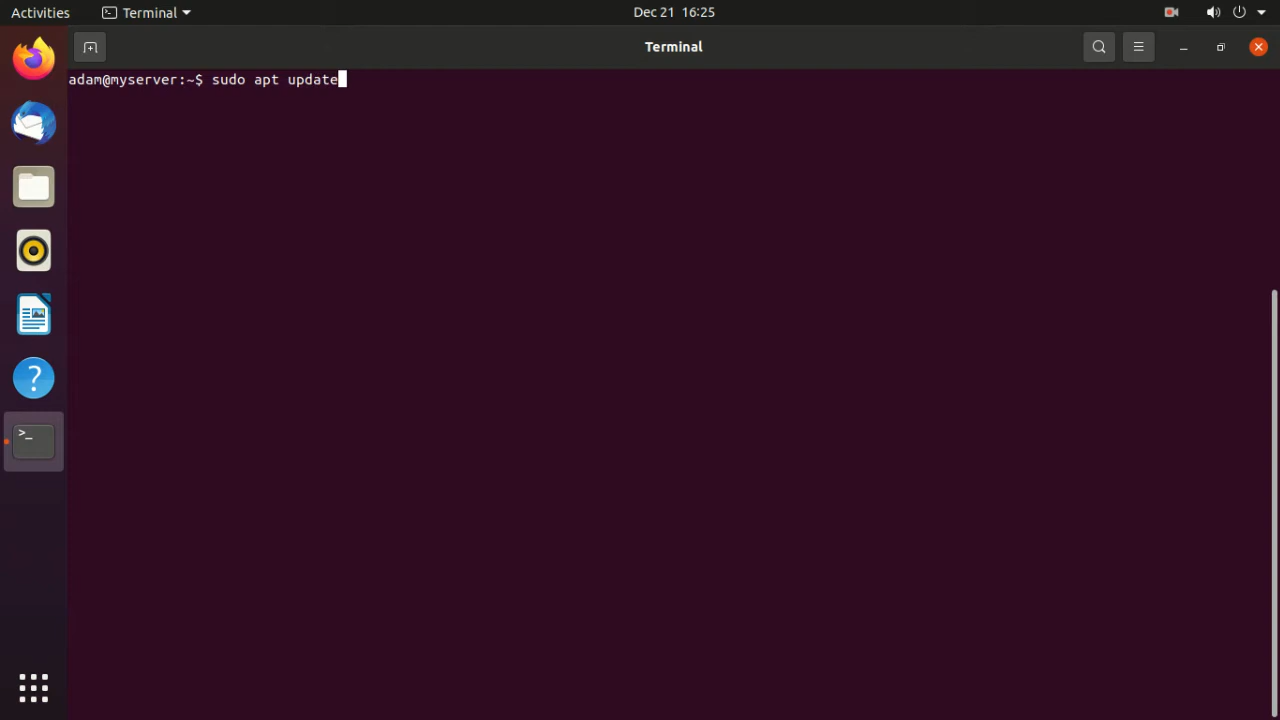 Activities
Terminal
Dec 21 16:25
Terminal
adam@myserver:~$ sudo apt update
?
>_